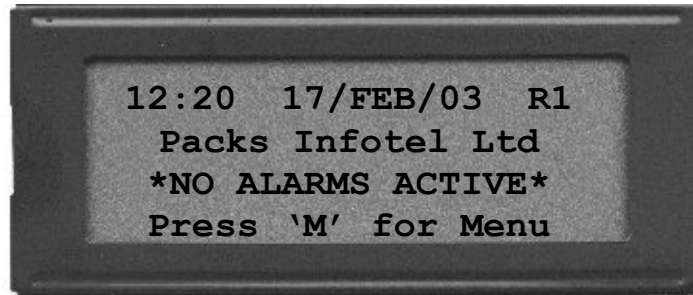 12:20 17/FEB/03 R1
Packs Infotel Ltd
*NO ALARMS ACTIVE*
Press ‘M’ for Menu